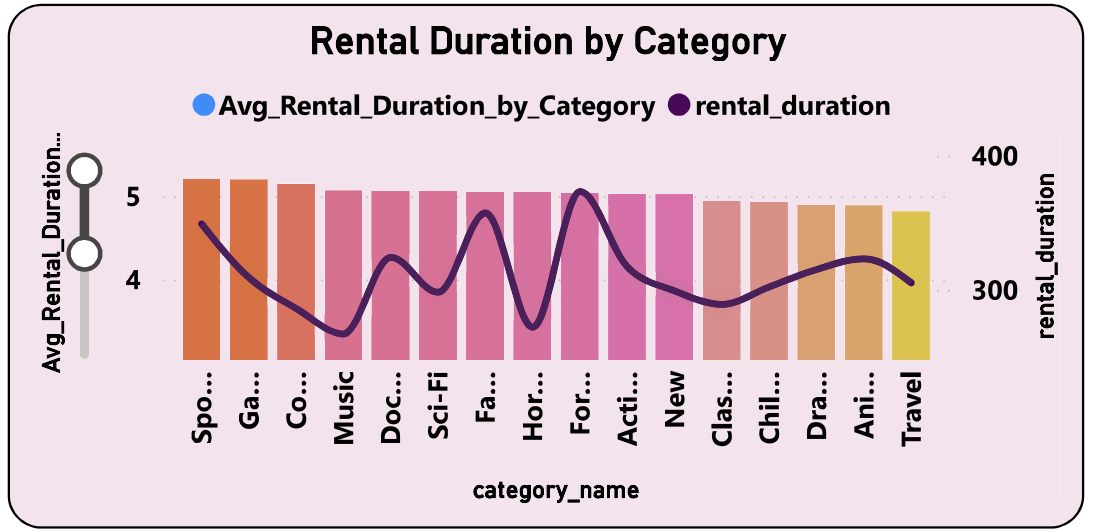 Rental Duration by Category
Avg_Rental_Duration_by_Category rental_duration
Avg_Rental_Duration...
5
4
400
300
rental_duration
Spo...
Ga...
Co...
Music
Doc...
Sci-Fi
Fa...
Hor...
For...
Acti...
New
Clas...
Chil...
Dra...
Ani...
Travel
category_name